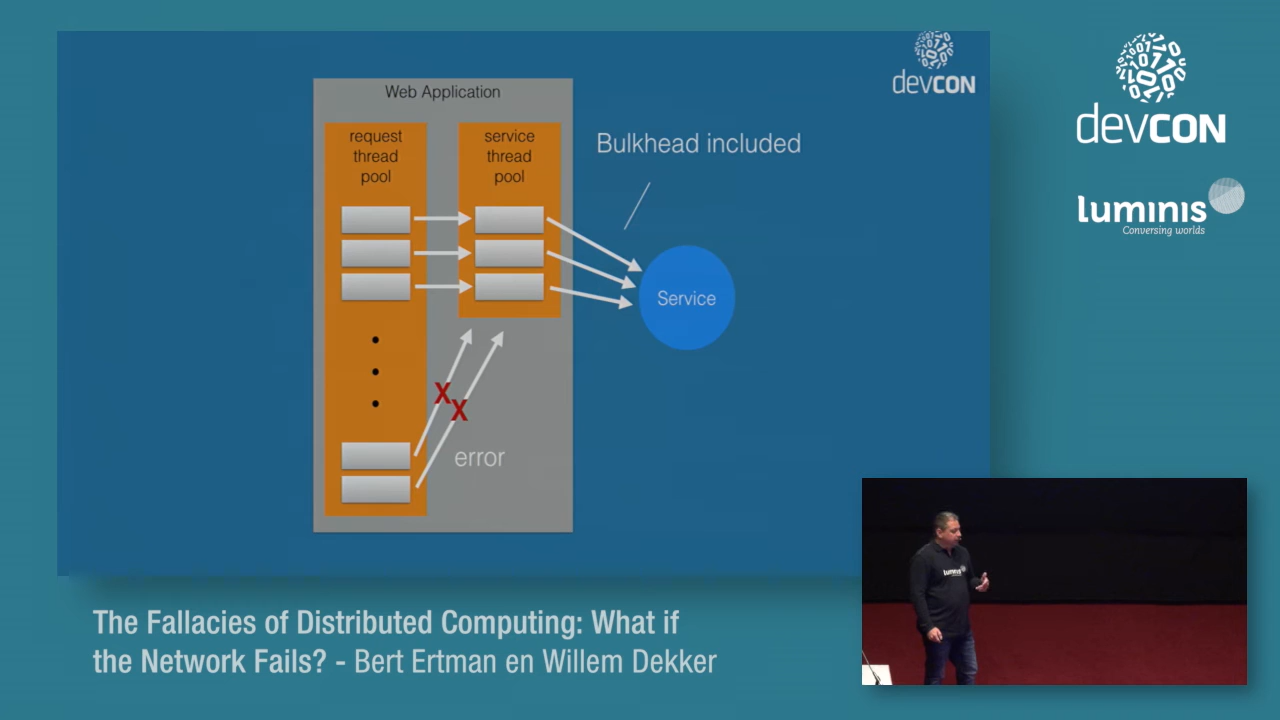 devcon
Web Application
request
thread
pool
service
thread
pool
Bulkhead included
Service
X
X
error
devcon
luminis
Conversing worlds
luminis
The Fallacies of Distributed Computing: What if
the Network Fails? - Bert Ertman en Willem Dekker